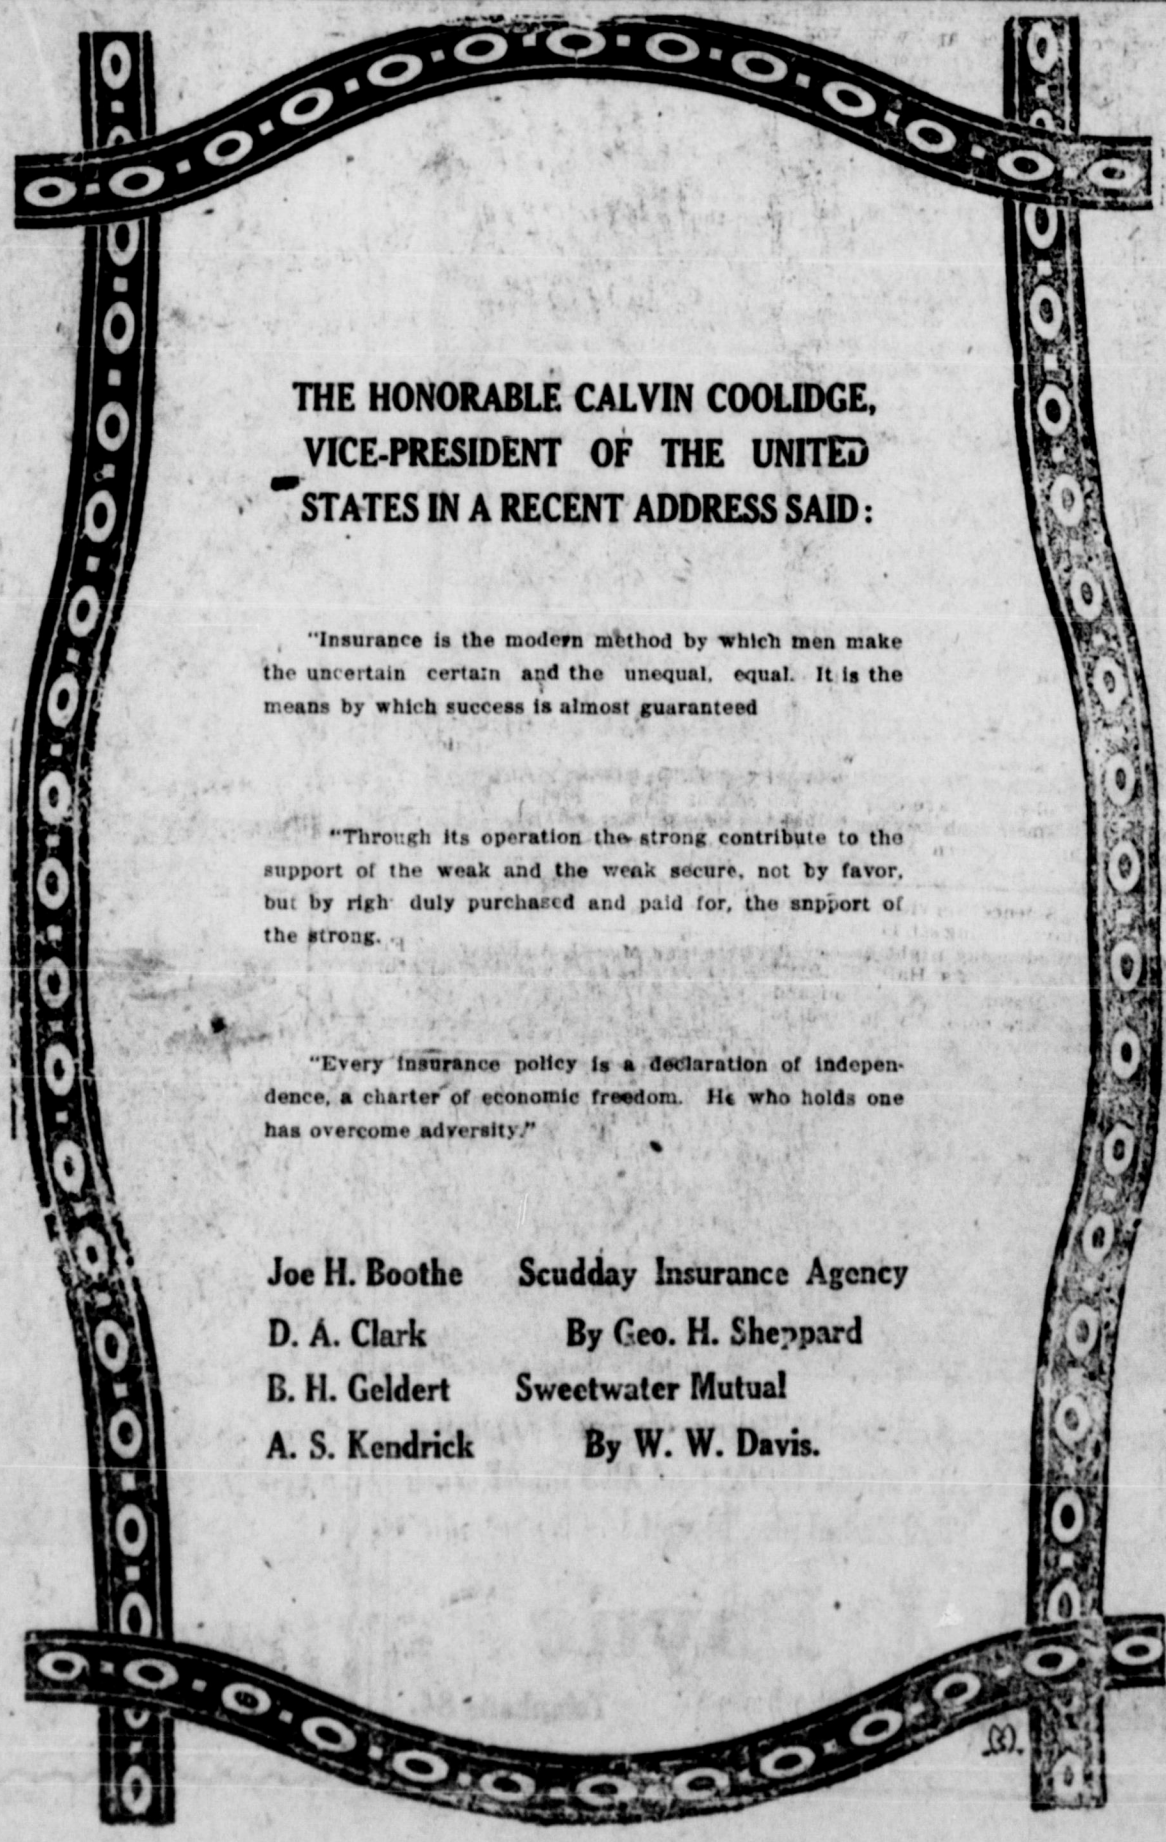 THE HONORABLE CALVIN COOLIDGE,
VICE-PRESIDENT OF THE UNITED
STATES IN A RECENT ADDRESS SAID:
"Insurance is the modern method by which men make
the uncertain certain and the unequal, equal. It is the
means by which success is almost guaranteed
"Through its operation the strong contribute to the
support of the weak and the weak secure, not by favor,
but by righ duly purchased and paid for, the snpport of
the strong.
"Every insurance policy is a declaration of indepen-
dence, a charter of economic freedom. He who holds one
has overcome adversity."
Joe H. Boothe Scudday Insurance Agency
D. A. Clark By Geo. H. Sheppard
B. H. Geldert Sweetwater Mutual
A. S. Kendrick By W. W. Davis.